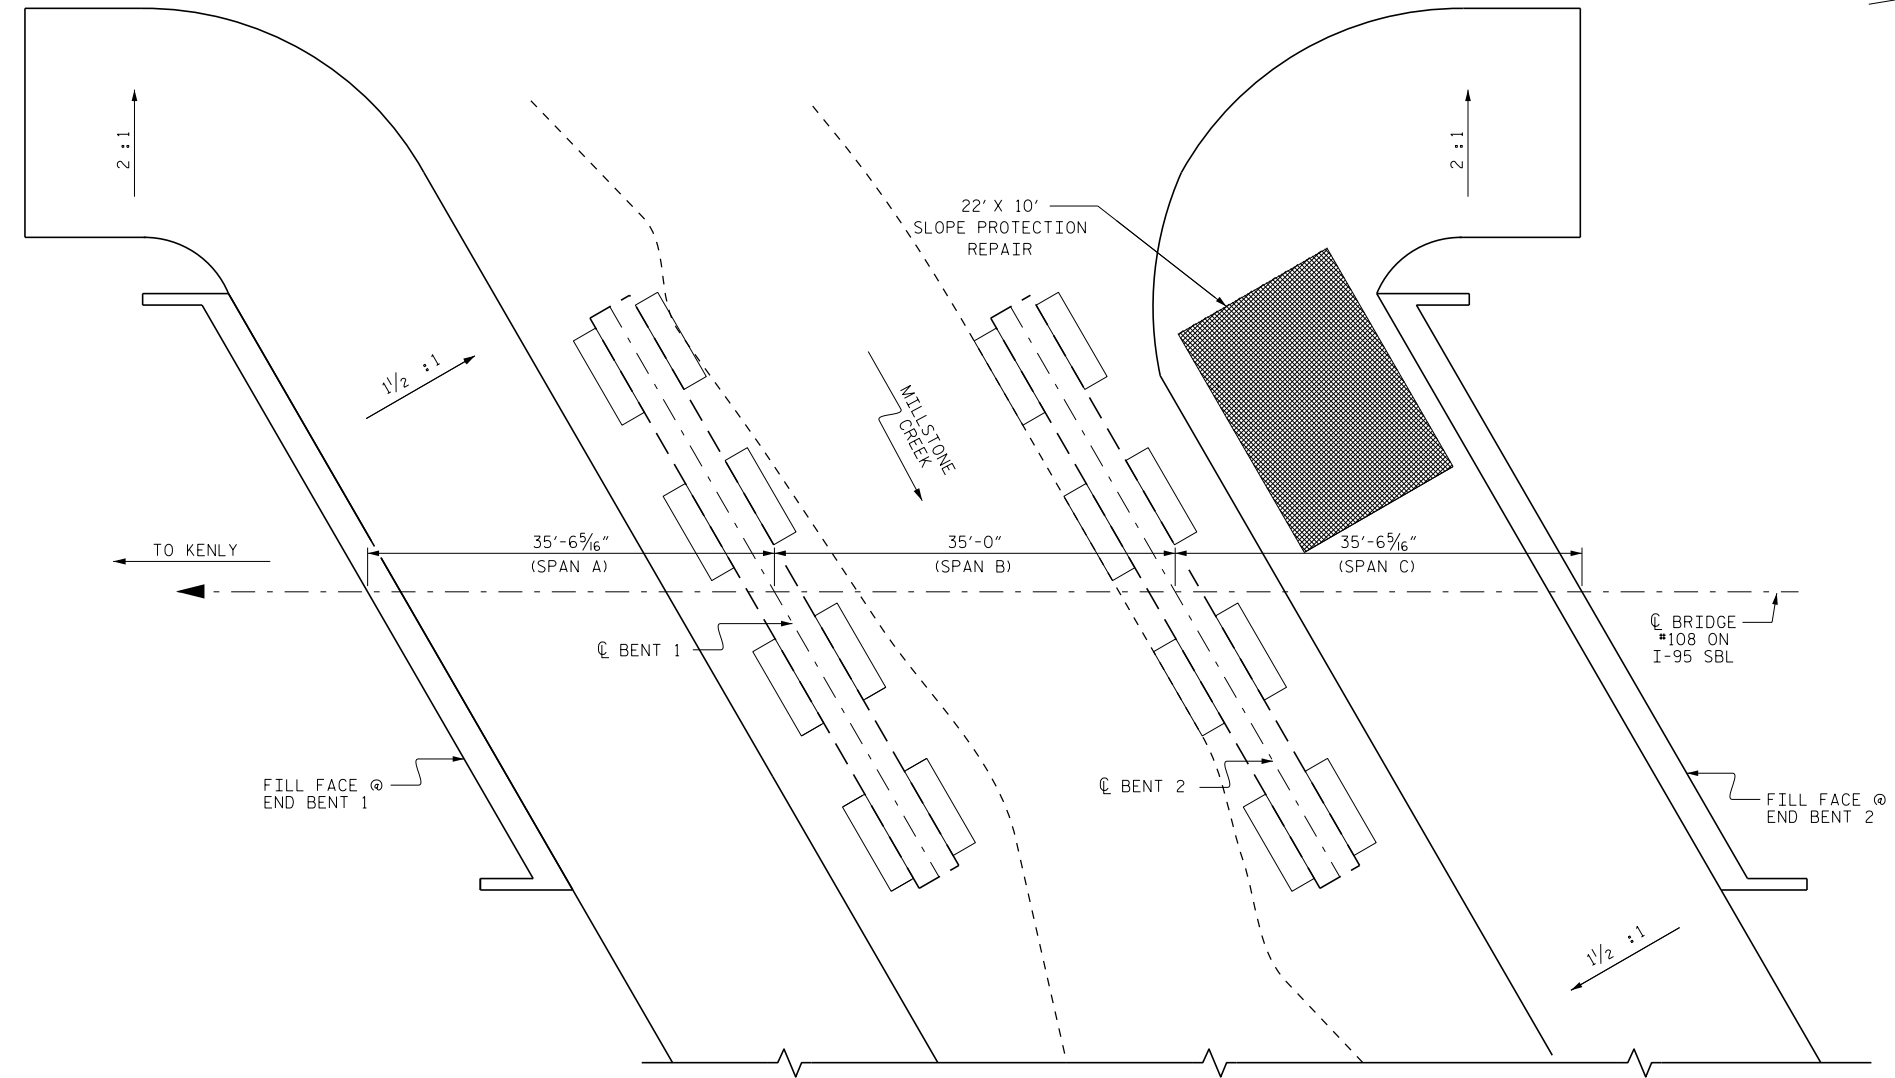 2 : 1
2 : 1
22' X 10'
SLOPE PROTECTION
REPAIR
1½ : 1
MILLSTONE
CREEK
TO KENLY
35'-6⁵⁄₁₆"
(SPAN A)
35'-0"
(SPAN B)
35'-6⁵⁄₁₆"
(SPAN C)
℄ BRIDGE
#108 ON
I-95 SBL
℄ BENT 1
FILL FACE @
END BENT 1
℄ BENT 2
FILL FACE @
END BENT 2
1½ : 1